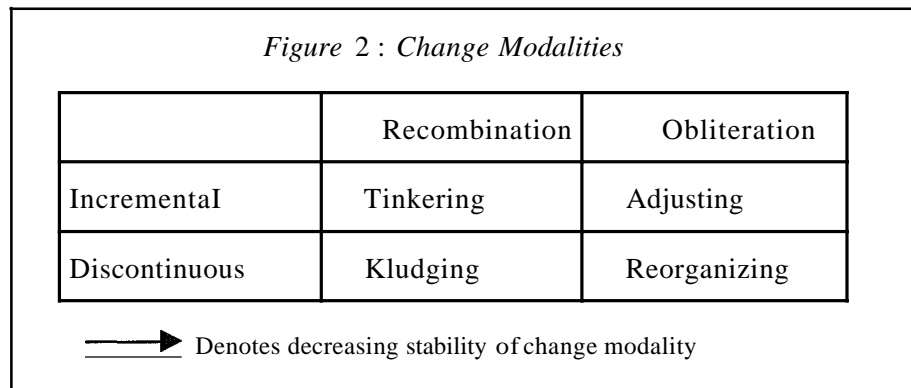 Figure 2 : Change Modalities
Recombination Obliteration
IncrementaI Tinkering Adjusting
Discontinuous Kludging Reorganizing
Denotes decreasing stability of change modality